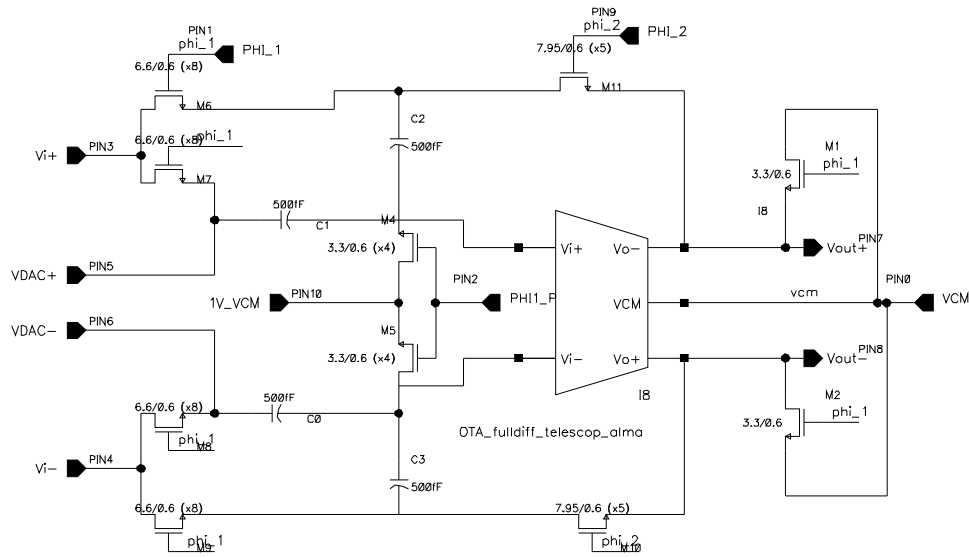 PIN1
phi_1
PHI_1
6.6/0.6 (x8)
M6
PIN9
phi_2
PHI_2
7.95/0.6 (x5)
M11
C2
500fF
6.6/0.6 (x8)
phi_1
M7
Vi+
PIN3
M1
phi_1
3.3/0.6
I8
500fF
C1
M4
3.3/0.6 (x4)
Vi+
Vo-
Vout+
PIN7
VDAC+
PIN5
1V_VCM
PIN10
PIN2
PHI1_P
VCM
vcm
PIN0
VCM
VDAC-
PIN6
M5
3.3/0.6 (x4)
Vi-
Vo+
Vout-
PIN8
I8
M2
phi_1
3.3/0.6
500fF
C0
6.6/0.6 (x8)
phi_1
M8
OTA_fulldiff_telescop_alma
Vi-
PIN4
C3
500fF
6.6/0.6 (x8)
phi_1
M9
7.95/0.6 (x5)
phi_2
M10